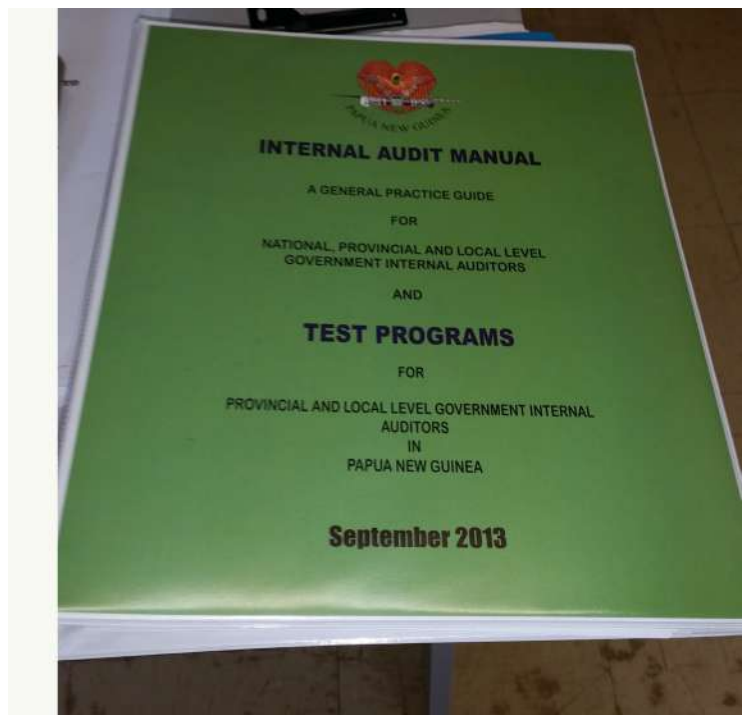 PAPUA NEW GUINEA
INTERNAL AUDIT MANUAL
A GENERAL PRACTICE GUIDE
FOR
NATIONAL, PROVINCIAL AND LOCAL LEVEL
GOVERNMENT INTERNAL AUDITORS
AND
TEST PROGRAMS
FOR
PROVINCIAL AND LOCAL LEVEL GOVERNMENT INTERNAL
AUDITORS
IN
PAPUA NEW GUINEA
September 2013